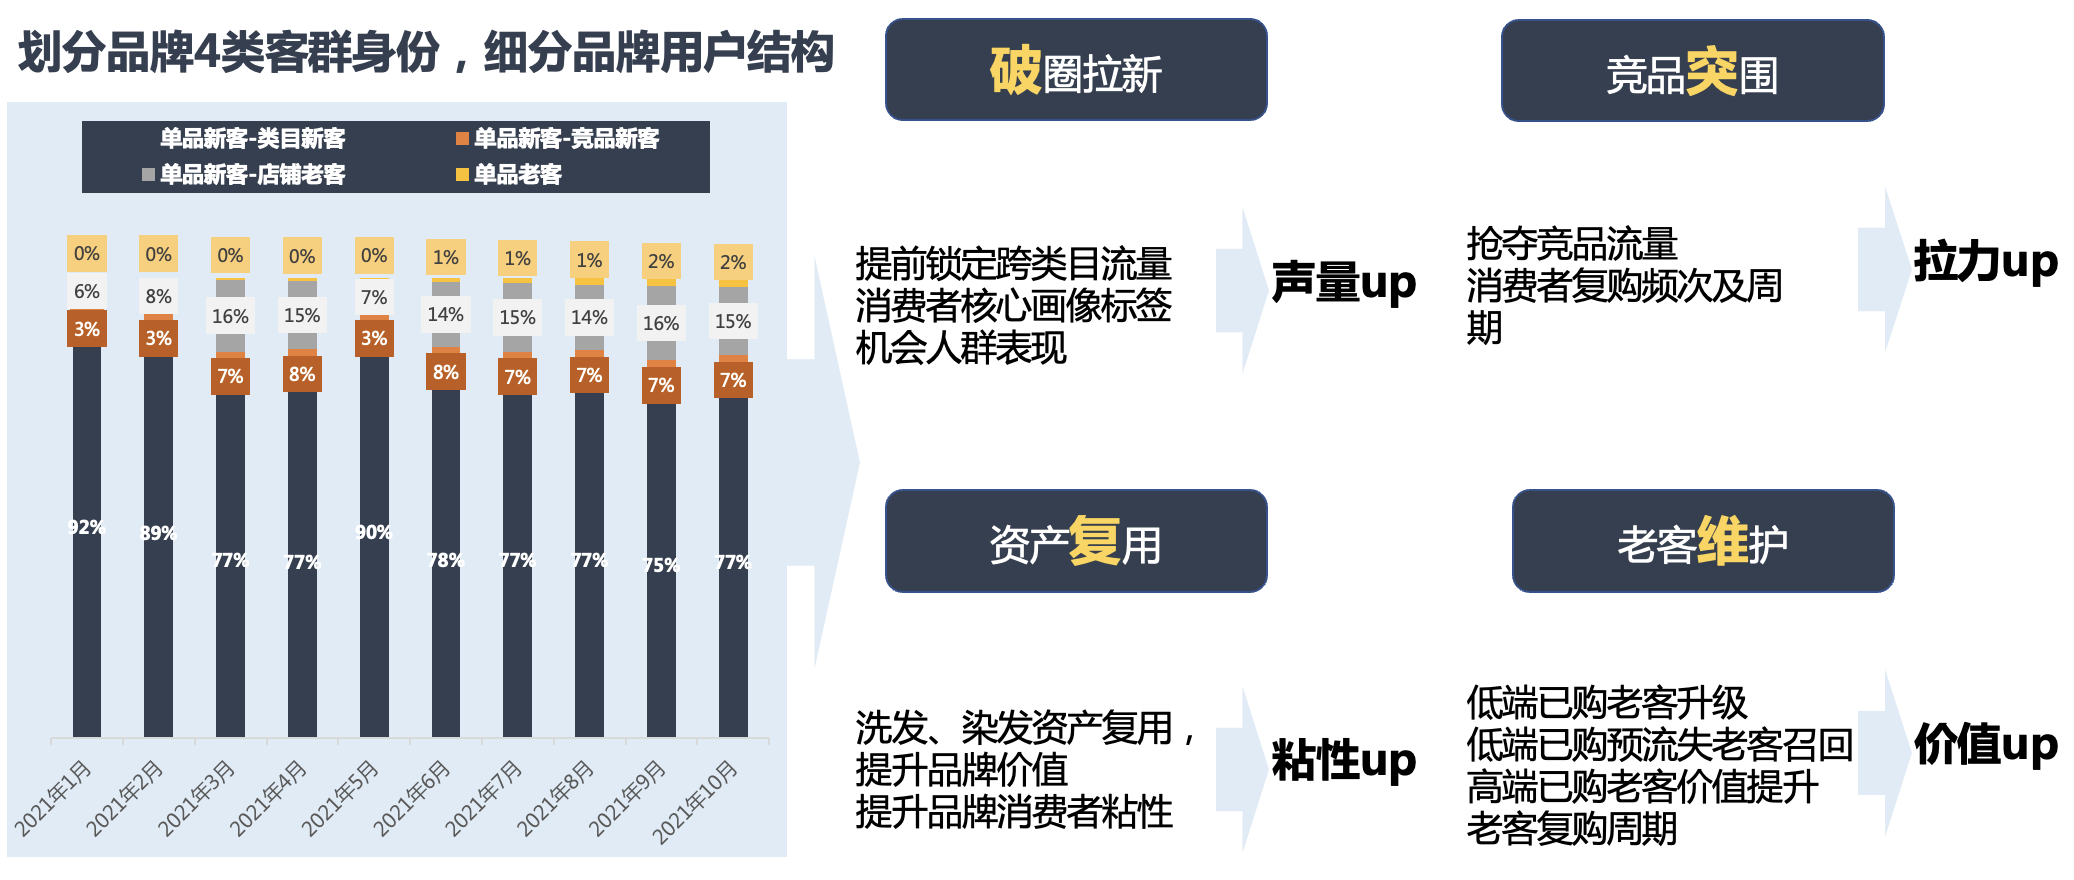 划分品牌4类客群身份，细分品牌用户结构
单品新客-类目新客
单品新客-竞品新客
单品新客-店铺老客
单品老客
0% 0% 0% 0% 0% 1% 1% 1% 2% 2%
6% 8% 16% 15% 7% 14% 15% 14% 16% 15%
3% 3% 7% 8% 3% 8% 7% 7% 7% 7%
92% 89% 77% 77% 90% 78% 77% 77% 75% 77%
2021年1月 2021年2月 2021年3月 2021年4月 2021年5月 2021年6月 2021年7月 2021年8月 2021年9月 2021年10月
破圈拉新
提前锁定跨类目流量
消费者核心画像标签
机会人群表现
声量up
竞品突围
抢夺竞品流量
消费者复购频次及周
期
拉力up
资产复用
洗发、染发资产复用，
提升品牌价值
提升品牌消费者粘性
粘性up
老客维护
低端已购老客升级
低端已购预流失老客召回
高端已购老客价值提升
老客复购周期
价值up